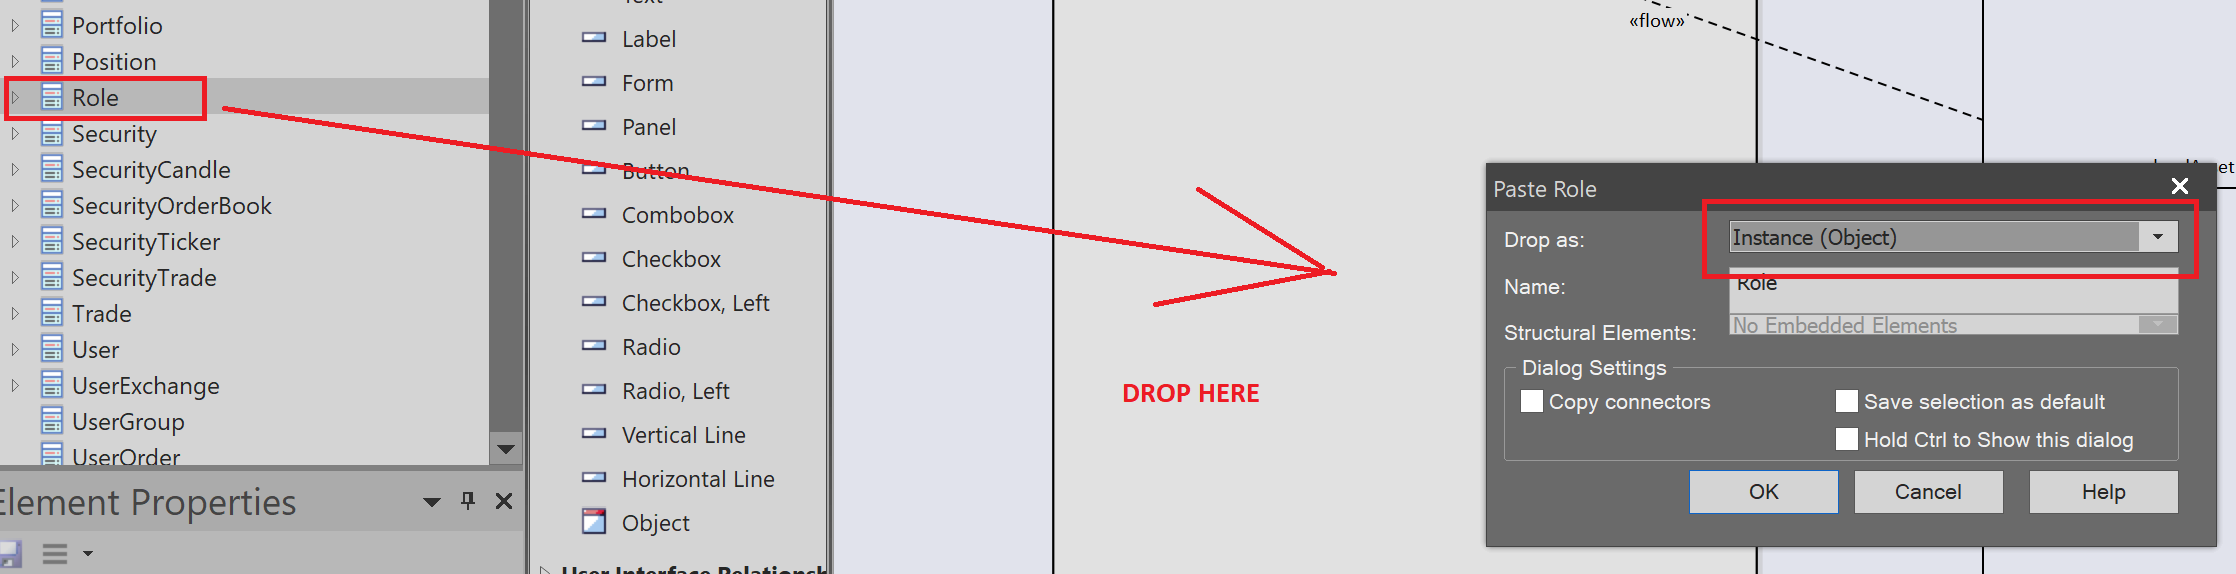 Portfolio
Position
Role
Security
SecurityCandle
SecurityOrderBook
SecurityTicker
SecurityTrade
Trade
User
UserExchange
UserGroup
UserOrder
Element Properties
Text
Label
Form
Panel
Button
Combobox
Checkbox
Checkbox, Left
Radio
Radio, Left
Vertical Line
Horizontal Line
Object
User Interface Relationsh
«flow»
DROP HERE
Paste Role
Drop as:
Instance (Object)
Name:
Role
Structural Elements:
No Embedded Elements
Dialog Settings
Copy connectors
Save selection as default
Hold Ctrl to Show this dialog
OK
Cancel
Help